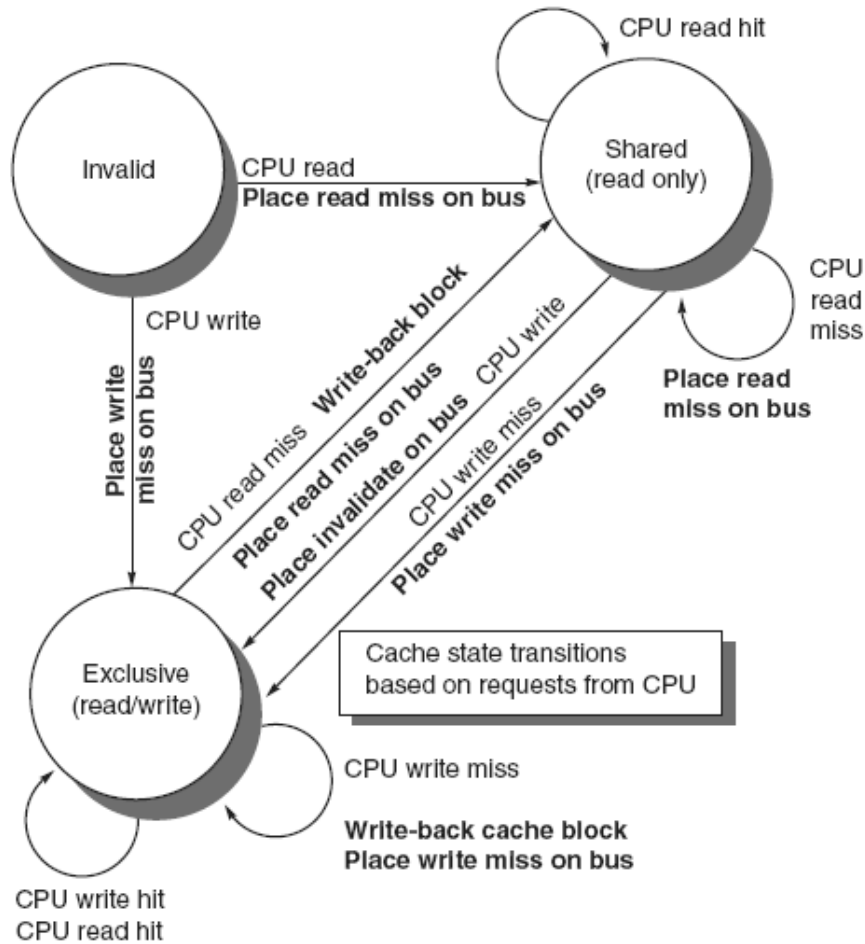 CPU read hit
Invalid
Shared
(read only)
CPU read
Place read miss on bus
CPU write
Place write
miss on bus
CPU
read
miss
Place read
miss on bus
CPU read miss
Write-back block
Place read miss on bus
Place invalidate on bus
CPU write
CPU write miss
Place write miss on bus
Exclusive
(read/write)
Cache state transitions
based on requests from CPU
CPU write miss
Write-back cache block
Place write miss on bus
CPU write hit
CPU read hit